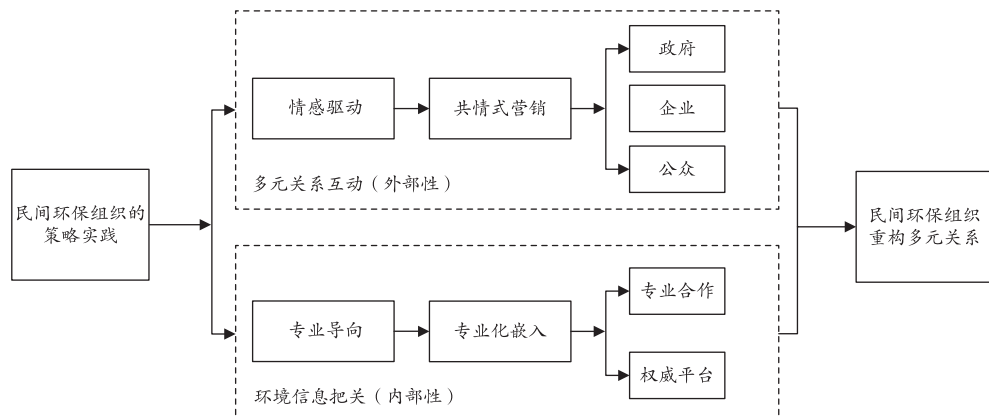 民间环保组织的
策略实践
情感驱动
共情式营销
政府
企业
公众
多元关系互动（外部性）
专业导向
专业化嵌入
专业合作
权威平台
环境信息把关（内部性）
民间环保组织
重构多元关系